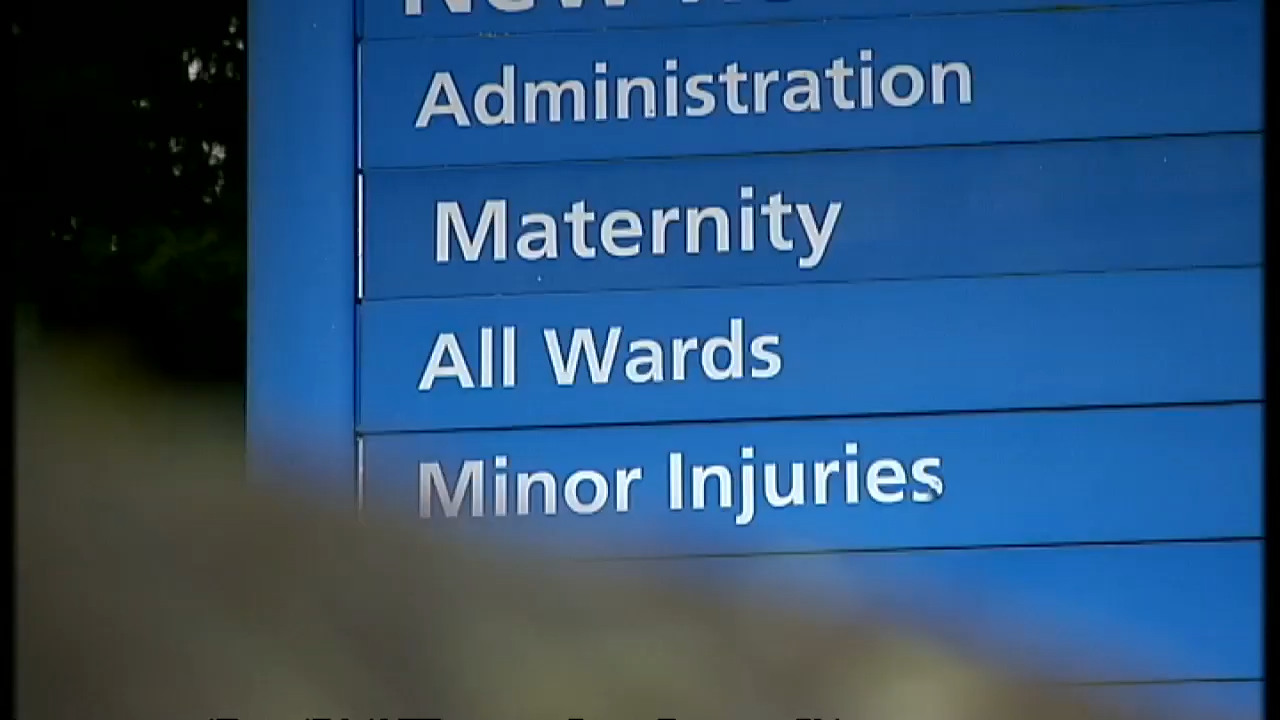 Administration
Maternity
All Wards
Minor Injuries